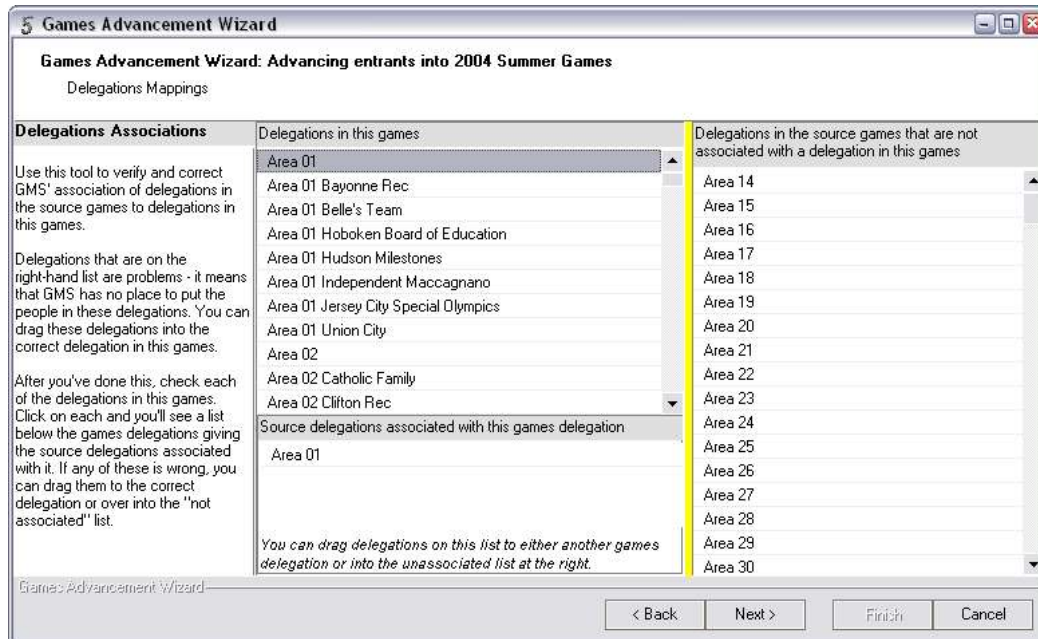 Games Advancement Wizard
Games Advancement Wizard: Advancing entrants into 2004 Summer Games
Delegations Mappings
Delegations Associations
Use this tool to verify and correct
GMS' association of delegations in
the source games to delegations in
this games.
Delegations that are on the
right-hand list are problems - it means
that GMS has no place to put the
people in these delegations. You can
drag these delegations into the
correct delegation in this games.
After you've done this, check each
of the delegations in this games.
Click on each and you'll see a list
below the games delegations giving
the source delegations associated
with it. If any of these is wrong, you
can drag them to the correct
delegation or over into the "not
associated" list.
Delegations in this games
Area 01
Area 01 Bayonne Rec
Area 01 Belle's Team
Area 01 Hoboken Board of Education
Area 01 Hudson Milestones
Area 01 Independent Maccagnano
Area 01 Jersey City Special Olympics
Area 01 Union City
Area 02
Area 02 Catholic Family
Area 02 Clifton Rec
Source delegations associated with this games delegation
Area 01
You can drag delegations on this list to either another games
delegation or into the unassociated list at the right.
Delegations in the source games that are not
associated with a delegation in this games
Area 14
Area 15
Area 16
Area 17
Area 18
Area 19
Area 20
Area 21
Area 22
Area 23
Area 24
Area 25
Area 26
Area 27
Area 28
Area 29
Area 30
Games Advancement Wizard
< Back
Next >
Finish
Cancel